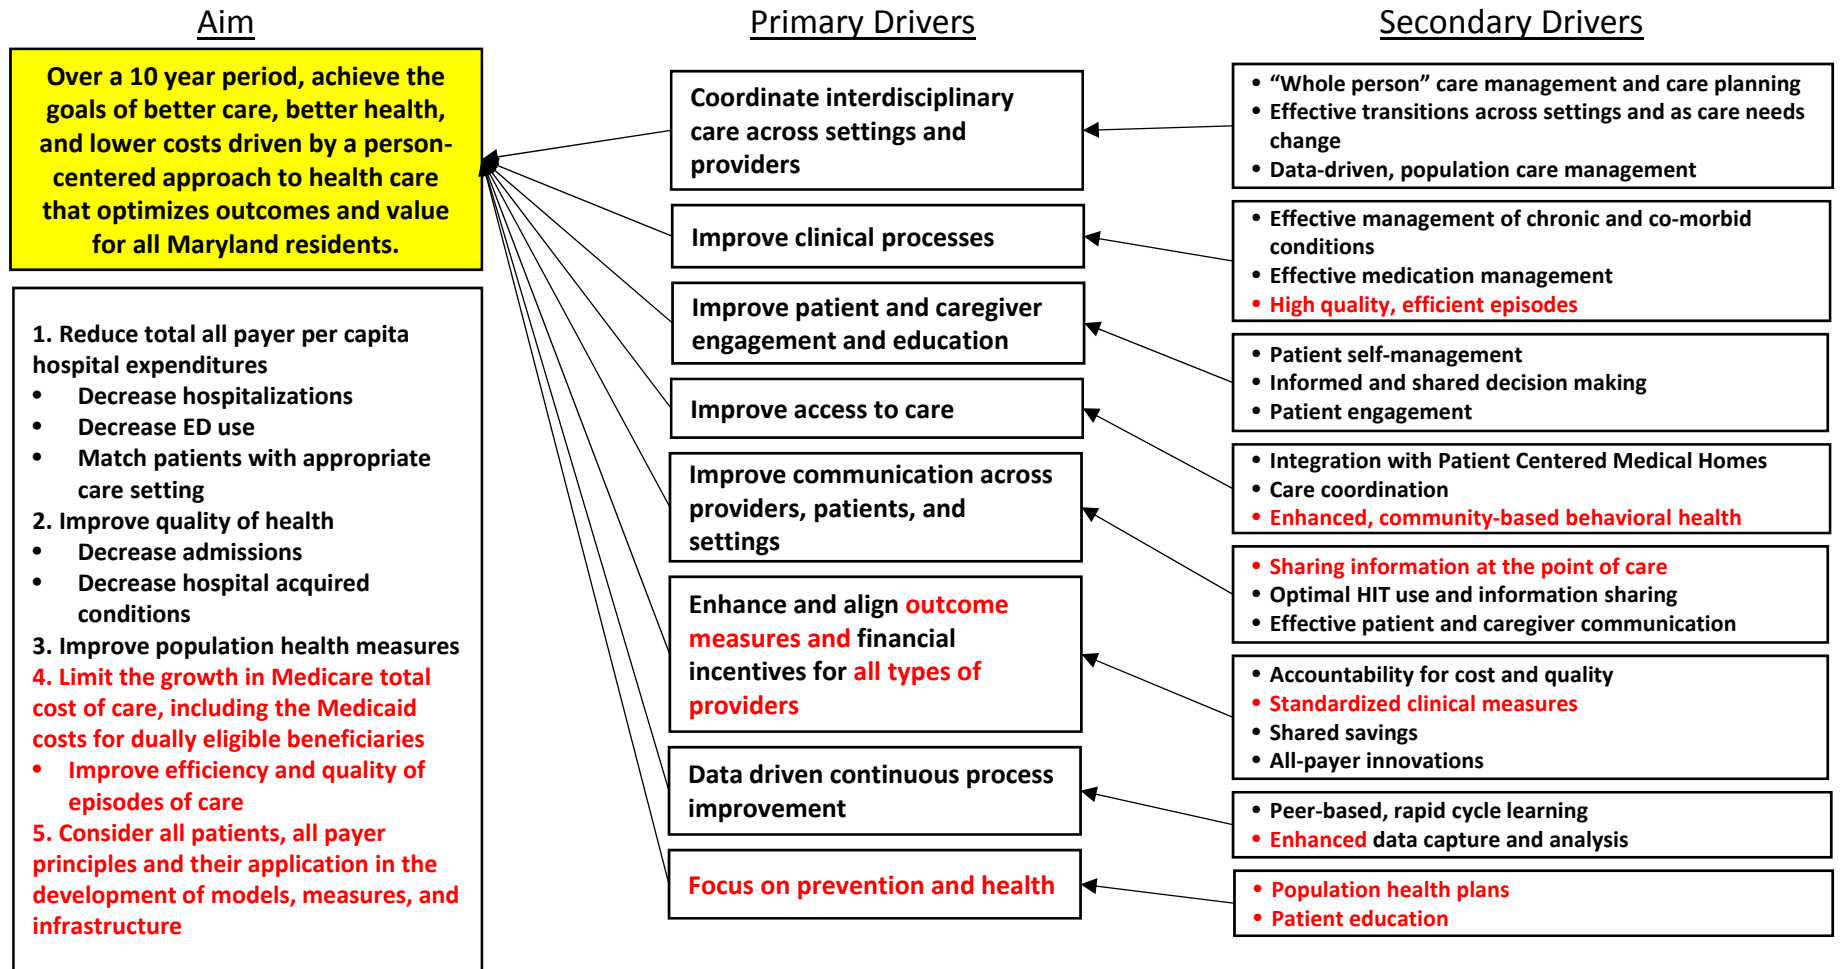 Aim
Over a 10 year period, achieve the
goals of better care, better health,
and lower costs driven by a person-
centered approach to health care
that optimizes outcomes and value
for all Maryland residents.
1. Reduce total all payer per capita
hospital expenditures
• Decrease hospitalizations
• Decrease ED use
• Match patients with appropriate
care setting
2. Improve quality of health
• Decrease admissions
• Decrease hospital acquired
conditions
3. Improve population health measures
4. Limit the growth in Medicare total
cost of care, including the Medicaid
costs for dually eligible beneficiaries
• Improve efficiency and quality of
episodes of care
5. Consider all patients, all payer
principles and their application in the
development of models, measures, and
infrastructure
Primary Drivers
Coordinate interdisciplinary
care across settings and
providers
Improve clinical processes
Improve patient and caregiver
engagement and education
Improve access to care
Improve communication across
providers, patients, and
settings
Enhance and align outcome
measures and financial
incentives for all types of
providers
Data driven continuous process
improvement
Focus on prevention and health
Secondary Drivers
• “Whole person” care management and care planning
• Effective transitions across settings and as care needs
change
• Data-driven, population care management
• Effective management of chronic and co-morbid
conditions
• Effective medication management
• High quality, efficient episodes
• Patient self-management
• Informed and shared decision making
• Patient engagement
• Integration with Patient Centered Medical Homes
• Care coordination
• Enhanced, community-based behavioral health
• Sharing information at the point of care
• Optimal HIT use and information sharing
• Effective patient and caregiver communication
• Accountability for cost and quality
• Standardized clinical measures
• Shared savings
• All-payer innovations
• Peer-based, rapid cycle learning
• Enhanced data capture and analysis
• Population health plans
• Patient education